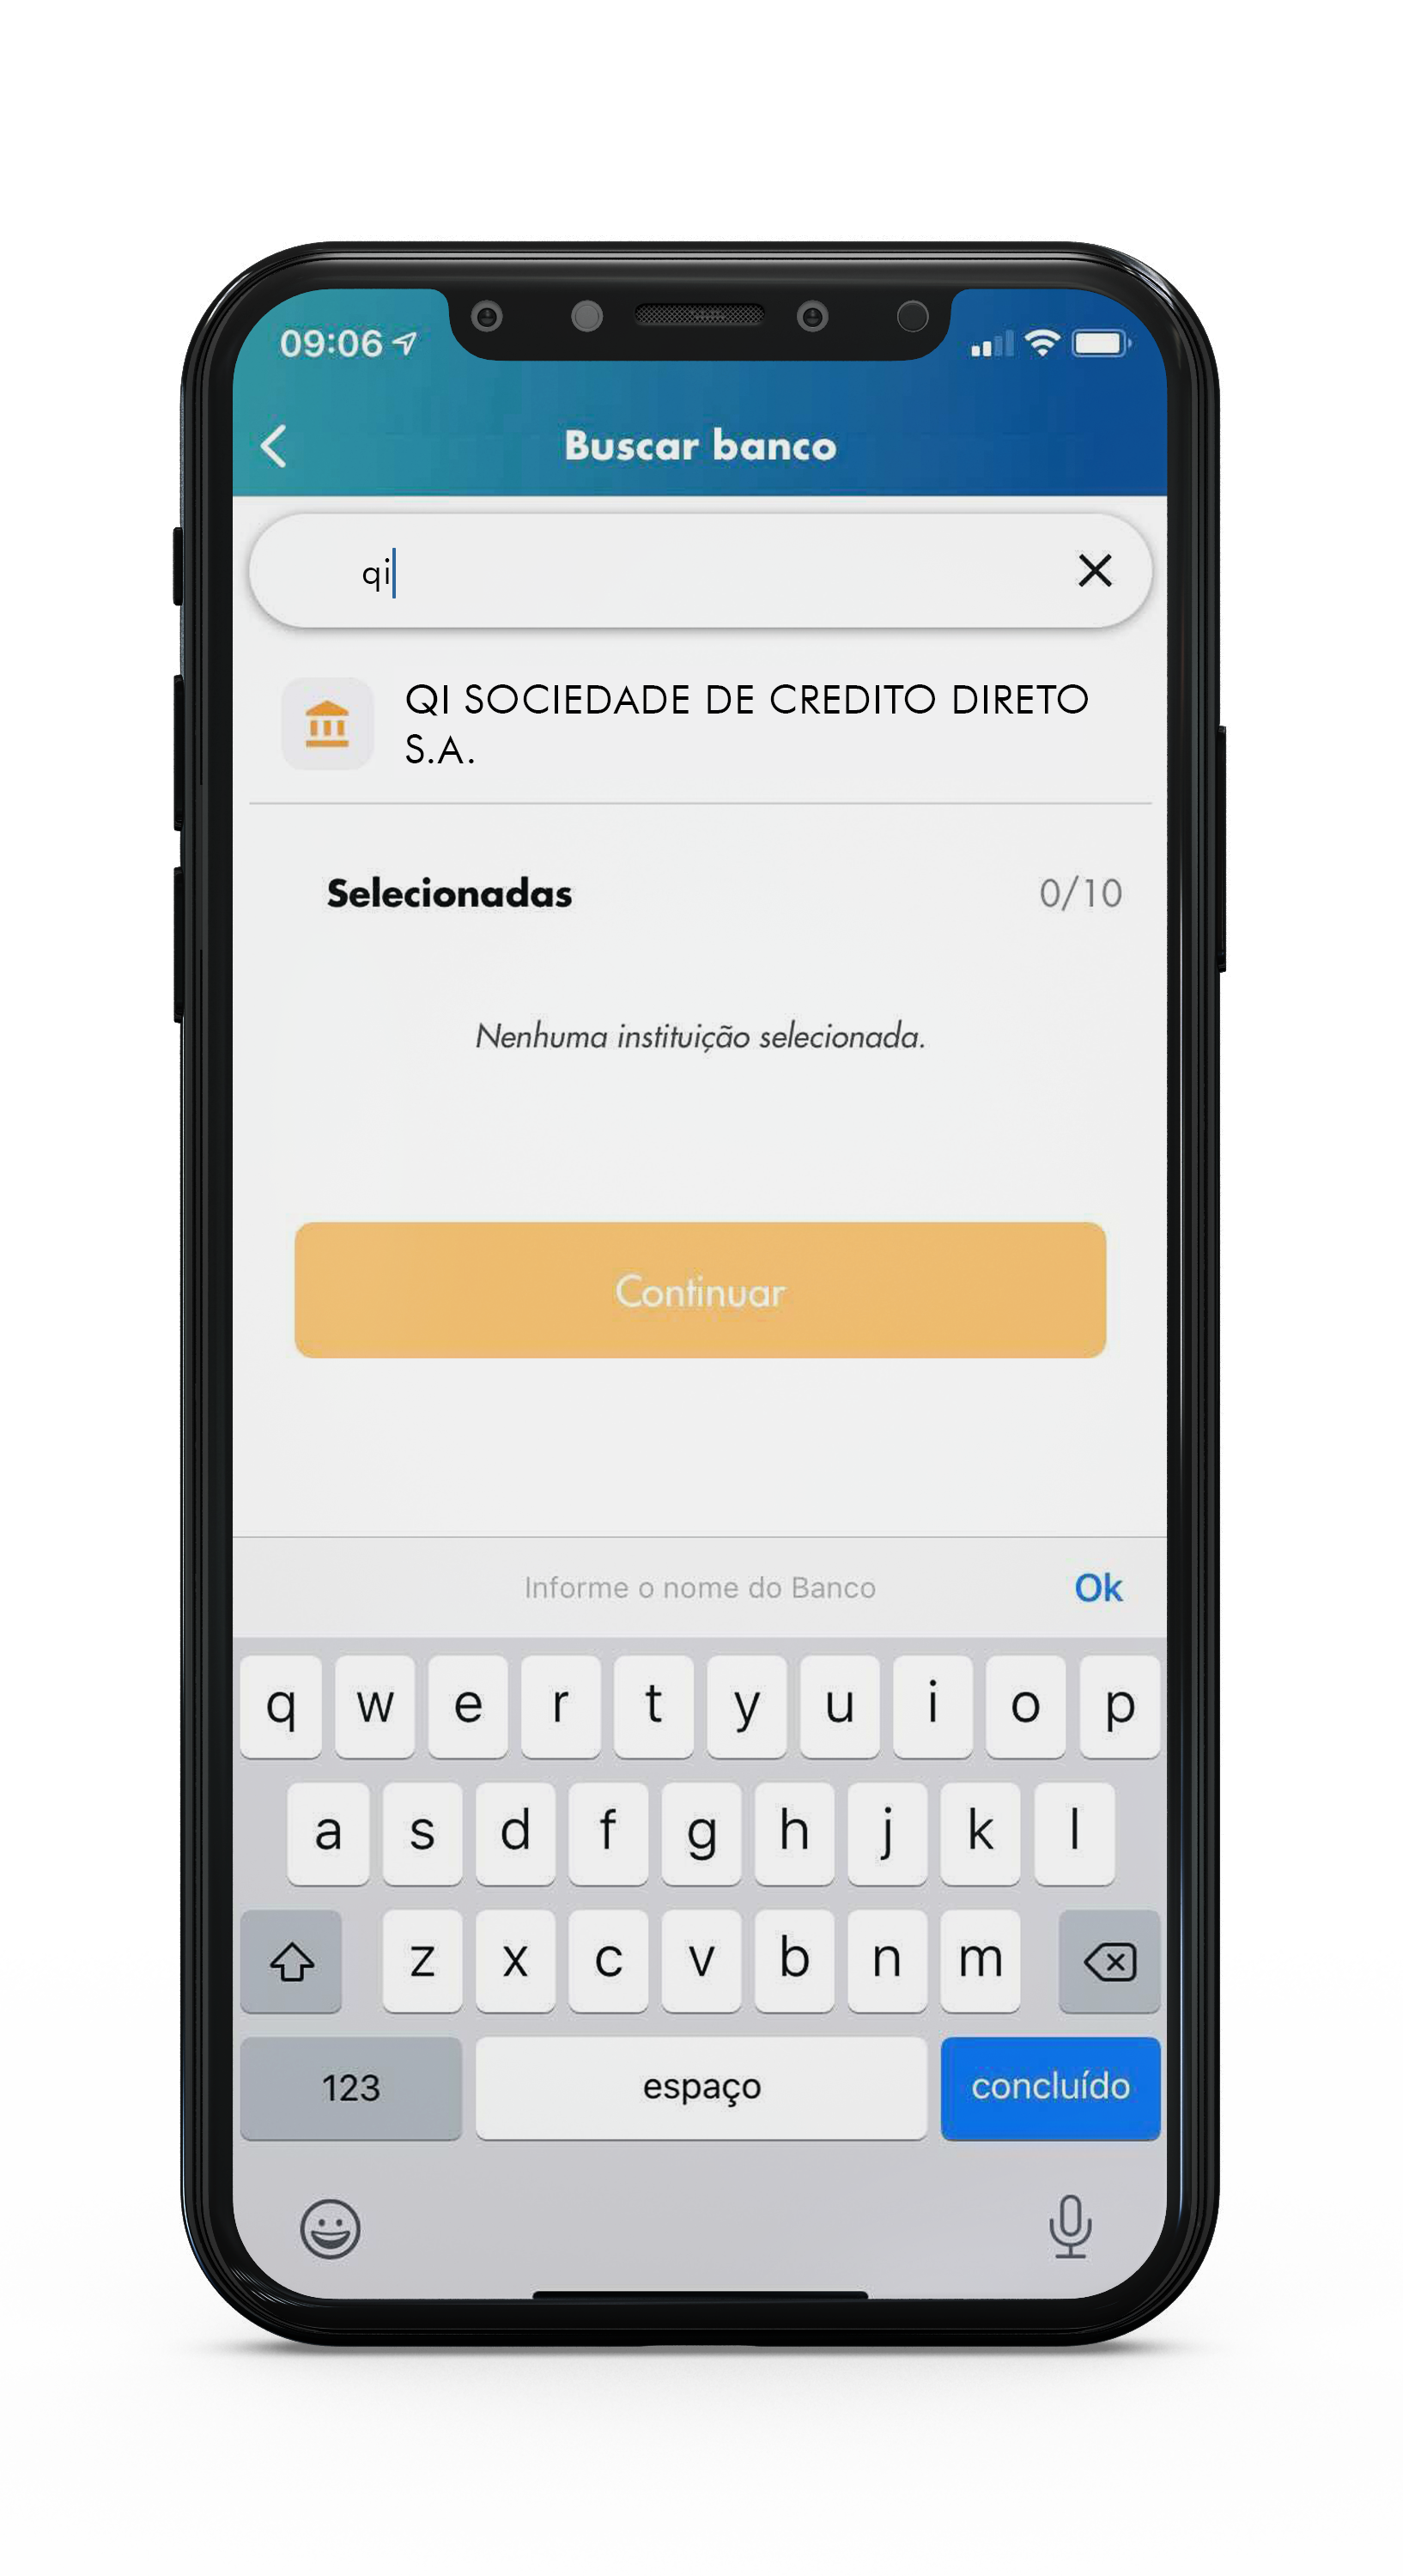 09:06
Buscar banco
qi
QI SOCIEDADE DE CREDITO DIRETO
S.A.
Selecionadas 0/10
Nenhuma instituição selecionada.
Continuar
Informe o nome do Banco Ok
q w e r t y u i o p
a s d f g h j k l
z x c v b n m
123 espaço concluído